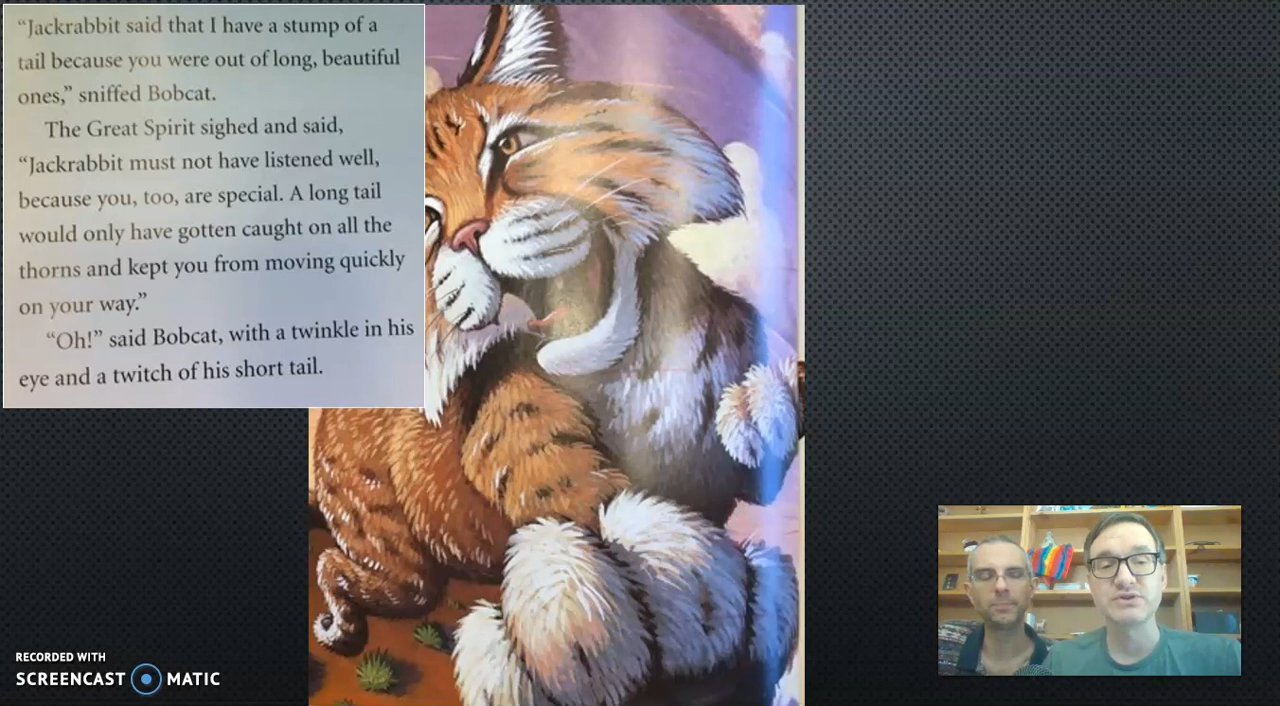 “Jackrabbit said that I have a stump of a
tail because you were out of long, beautiful
ones,” sniffed Bobcat.
The Great Spirit sighed and said,
“Jackrabbit must not have listened well,
because you, too, are special. A long tail
would only have gotten caught on all the
thorns and kept you from moving quickly
on your way.”
“Oh!” said Bobcat, with a twinkle in his
eye and a twitch of his short tail.
RECORDED WITH
SCREENCAST MATIC